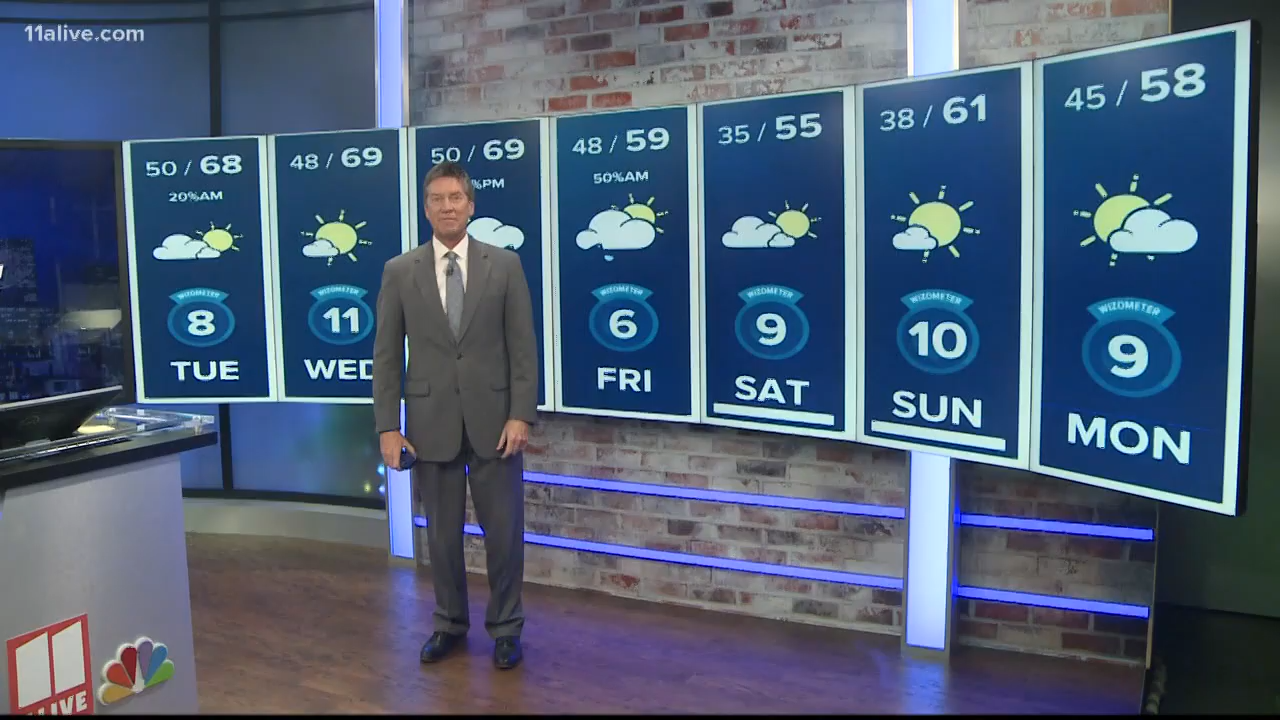 11alive.com
50 / 68
20%AM
WIZOMETER
8
TUE
48 / 69
WIZOMETER
11
WED
50 / 69
%PM
48 / 59
50%AM
WIZOMETER
6
FRI
35 / 55
WIZOMETER
9
SAT
38 / 61
WIZOMETER
10
SUN
45 / 58
WIZOMETER
9
MON
11
ALIVE